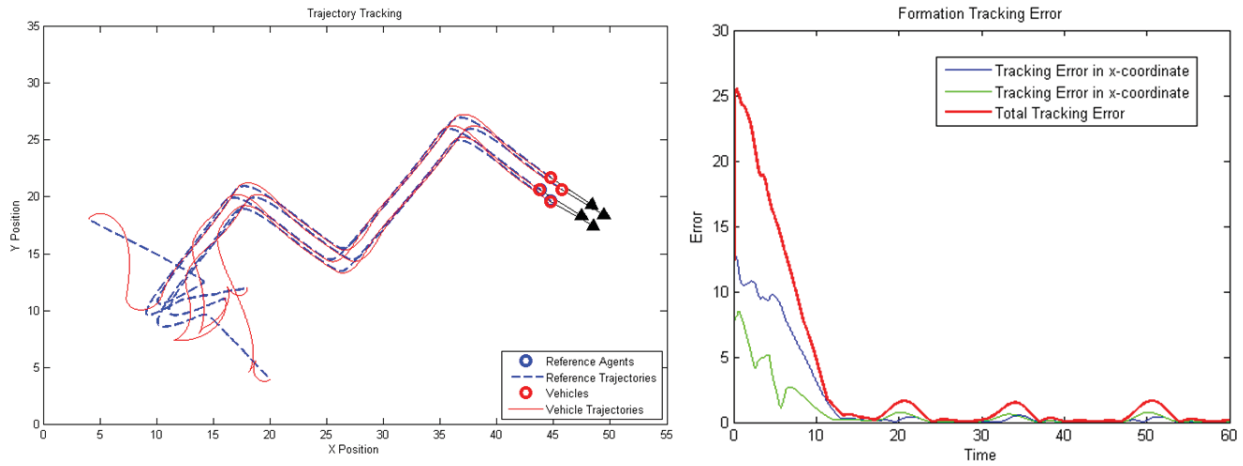 Trajectory Tracking
Y Position
35
30
25
20
15
10
5
0
0 5 10 15 20 25 30 35 40 45 50 55
X Position
Reference Agents
Reference Trajectories
Vehicles
Vehicle Trajectories
Formation Tracking Error
Error
30
25
20
15
10
5
0
0 10 20 30 40 50 60
Time
Tracking Error in x-coordinate
Tracking Error in x-coordinate
Total Tracking Error